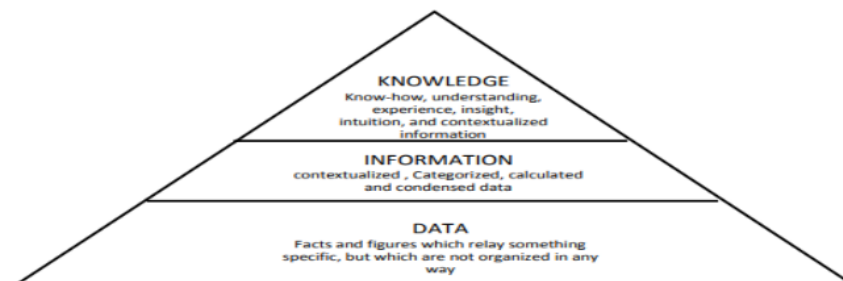 KNOWLEDGE
Know-how, understanding,
experience, insight,
intuition, and contextualized
information
INFORMATION
contextualized , Categorized, calculated
and condensed data
DATA
Facts and figures which relay something
specific, but which are not organized in any
way